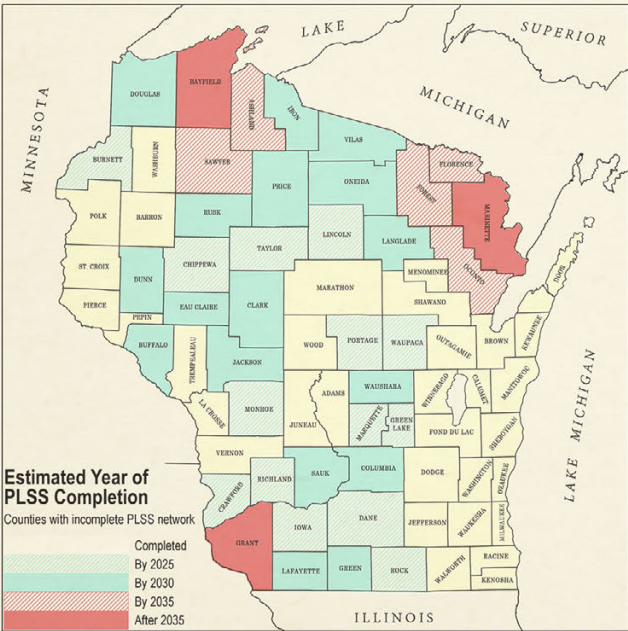 LAKE SUPERIOR
MINNESOTA
MICHIGAN
DOUGLAS
BAYFIELD
ASHLAND
IRON
VILAS
BURNETT
WASHBURN
SAWYER
PRICE
ONEIDA
FOREST
FLORENCE
MARINETTE
POLK
BARRON
RUSK
LINCOLN
LANGLADE
OCONTO
DOOR
ST. CROIX
DUNN
CHIPPEWA
TAYLOR
MENOMINEE
PIERCE
PEPIN
EAU CLAIRE
CLARK
MARATHON
SHAWANO
BUFFALO
TREMPEALEAU
JACKSON
WOOD
PORTAGE
WAUPACA
OUTAGAMIE
BROWN
KEWAUNEE
LA CROSSE
MONROE
JUNEAU
ADAMS
WAUSHARA
WINNEBAGO
CALUMET
MANITOWOC
MARQUETTE
GREEN
LAKE
FOND DU LAC
SHEBOYGAN
LAKE MICHIGAN
VERNON
CRAWFORD
RICHLAND
SAUK
COLUMBIA
DODGE
WASHINGTON
OZAUKEE
GRANT
IOWA
DANE
JEFFERSON
WAUKESHA
MILWAUKEE
LAFAYETTE
GREEN
ROCK
WALWORTH
RACINE
KENOSHA
ILLINOIS
Estimated Year of
PLSS Completion
Counties with incomplete PLSS network
Completed
By 2025
By 2030
By 2035
After 2035